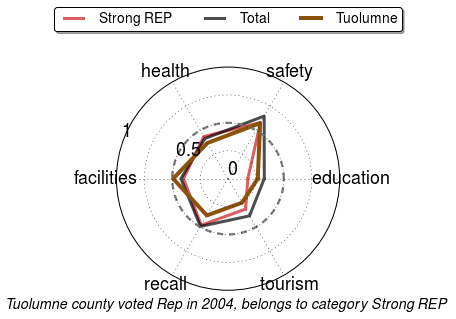 Strong REP Total Tuolumne
health safety
1
0.5
0
facilities education
recall tourism
Tuolumne county voted Rep in 2004, belongs to category Strong REP